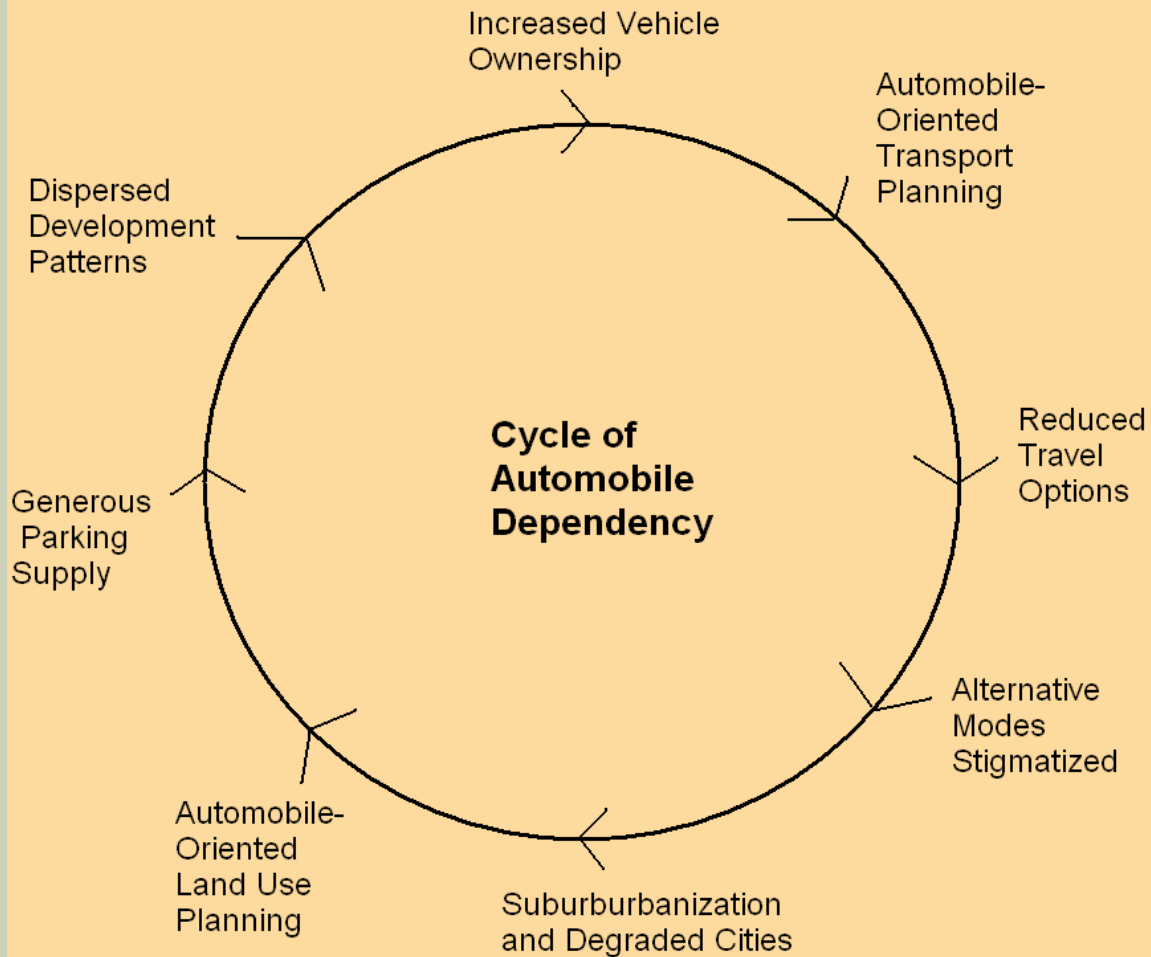 Increased Vehicle
Ownership
Automobile-
Oriented
Transport
Planning
Reduced
Travel
Options
Alternative
Modes
Stigmatized
Suburburbanization
and Degraded Cities
Automobile-
Oriented
Land Use
Planning
Generous
Parking
Supply
Dispersed
Development
Patterns
Cycle of
Automobile
Dependency